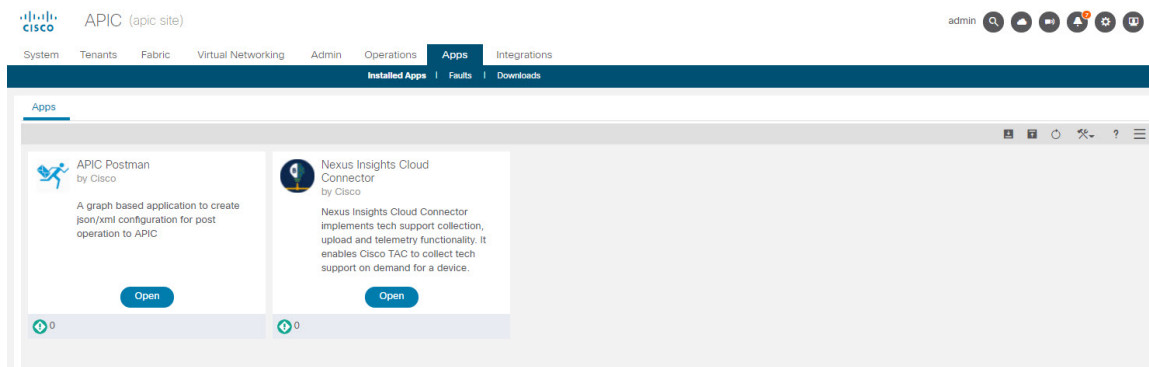 cisco
APIC (apic site)
admin
System Tenants Fabric Virtual Networking Admin Operations Apps Integrations
Installed Apps | Faults | Downloads
Apps
?
APIC Postman
by Cisco
A graph based application to create
json/xml configuration for post
operation to APIC
Open
0
Nexus Insights Cloud
Connector
by Cisco
Nexus Insights Cloud Connector
implements tech support collection,
upload and telemetry functionality. It
enables Cisco TAC to collect tech
support on demand for a device.
Open
0